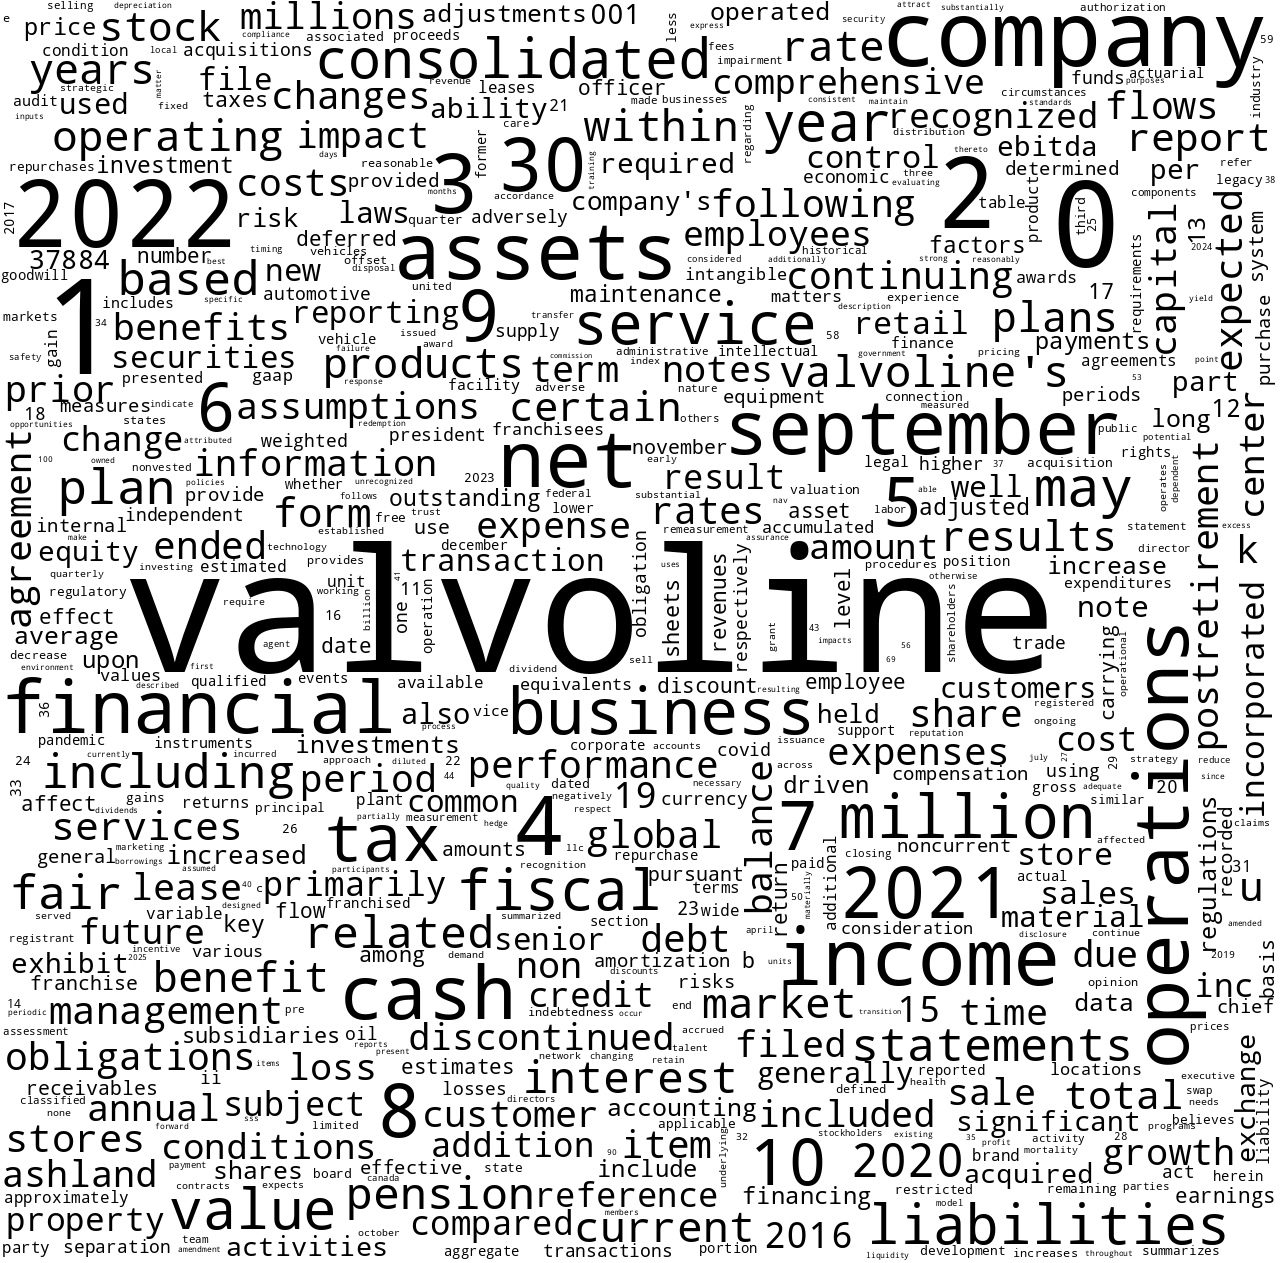 selling depreciation attract substantially authorization
e price stock millions adjustments 001 less operated company
condition local acquisitions compliance associated proceeds express security 59
years file consolidated fees impairment rate
strategic matter taxes changes revenue leases officer comprehensive funds actuarial purposes industry
audit used fixed ability 21 made businesses consistent maintain circumstances standards flows
inputs operating impact care within regarding year recognized distribution ebitda report
repurchases investment days reasonable former 30 training required control thereto determined per refer
2017 2022 costs provided months 3 accordance economic three evaluating 2 product components legacy 38
risk laws quarter adversely company's following table 0 third 25 capital 13 expected system
37884 number best timing deferred vehicles offset assets employees considered additionally historical factors strong reasonably requirements 2024
goodwill based new disposal united intangible continuing awards 17
1 includes specific automotive reporting issued award 9 transfer maintenance matters description experience yield purchase
markets 34 gain benefits vehicle failure supply service 58 retail finance plans payments
safety securities products response term commission administrative index intellectual government pricing agreements point
prior presented gaap facility adverse notes nature valvoline's connection measured 53 periods part
18 measures indicate 6 assumptions redemption certain others equipment long 12
opportunities states attributed change weighted president franchisees net november september public potential rights center
agreement 100 owned nonvested policies information unrecognized 2023 early result legal higher 37 acquisition operates dependent
plan provide whether follows outstanding federal lower substantial nav valuation 5 able well may
independent form established free trust use expense rates asset labor adjusted
internal make equity ended technology december transaction remeasurement assurance accumulated amount results statement excess k
investing estimated provides valvoline obligation uses respectively procedures position director increase
quarterly regulatory unit working billion 41 one 11 operation sheets revenues level otherwise expenditures
effect require 16 grant 43 impacts shareholders note postretirement incorporated
average agent date 56 trade carrying operational
decrease environment upon first dividend sell 69
values described qualified events available equivalents discount resulting employee customers operations
financial 36 also vice process business held support issuance reputation share registered ongoing
pandemic instruments investments corporate accounts covid cost
24 including currently approach incurred period diluted 44 22 performance across expenses july 27 29 strategy reduce
33 affect dividends gains returns principal plant common quality dated negatively necessary driven compensation using gross adequate 20 since
services 26 partially measurement hedge 4 respect 19 currency balance 7 million similar regulations recorded claims
general marketing borrowings increased tax amounts llc global repurchase closing noncurrent affected
assumed participants recognition paid store
fair lease 40 c primarily fiscal pursuant return 50 materially additional 2021 actual 31
served designed franchised summarized terms sales u
variable key flow section 23 wide material amended
registrant future related senior debt april consideration disclosure continue
exhibit incentive 2025 various among demand non amortization b units income due 2019 basis
franchise benefit cash discounts risks opinion inc
14 periodic management pre credit indebtedness occur end market transition 15 time data chief
assessment subsidiaries oil discontinued accrued talent filed statements prices
obligations items reports present network changing retain generally reported locations exchange
ii loss estimates interest defined health executive
receivables losses directors sale total swap needs
classified none annual sss subject 8 customer accounting applicable included significant programs believes liability
stores forward limited addition item underlying 32 stockholders existing 35 profit activity 28
conditions 90 10 2020 brand mortality growth
ashland payment shares board effective canada state include acquired act herein
approximately contracts expects pension reference financing restricted remaining parties earnings
property value members model
team october compared current 2016 liabilities
party separation amendment activities aggregate transactions portion liquidity development increases throughout summarizes